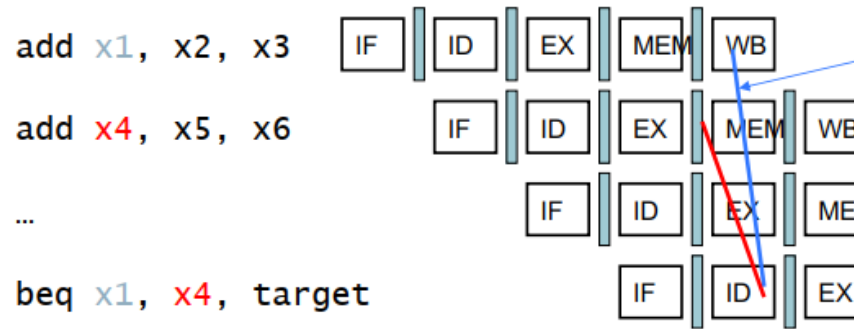 add x1, x2, x3 IF ID EX MEM WB
add x4, x5, x6 IF ID EX MEM WB
… IF ID EX ME
beq x1, x4, target IF ID EX